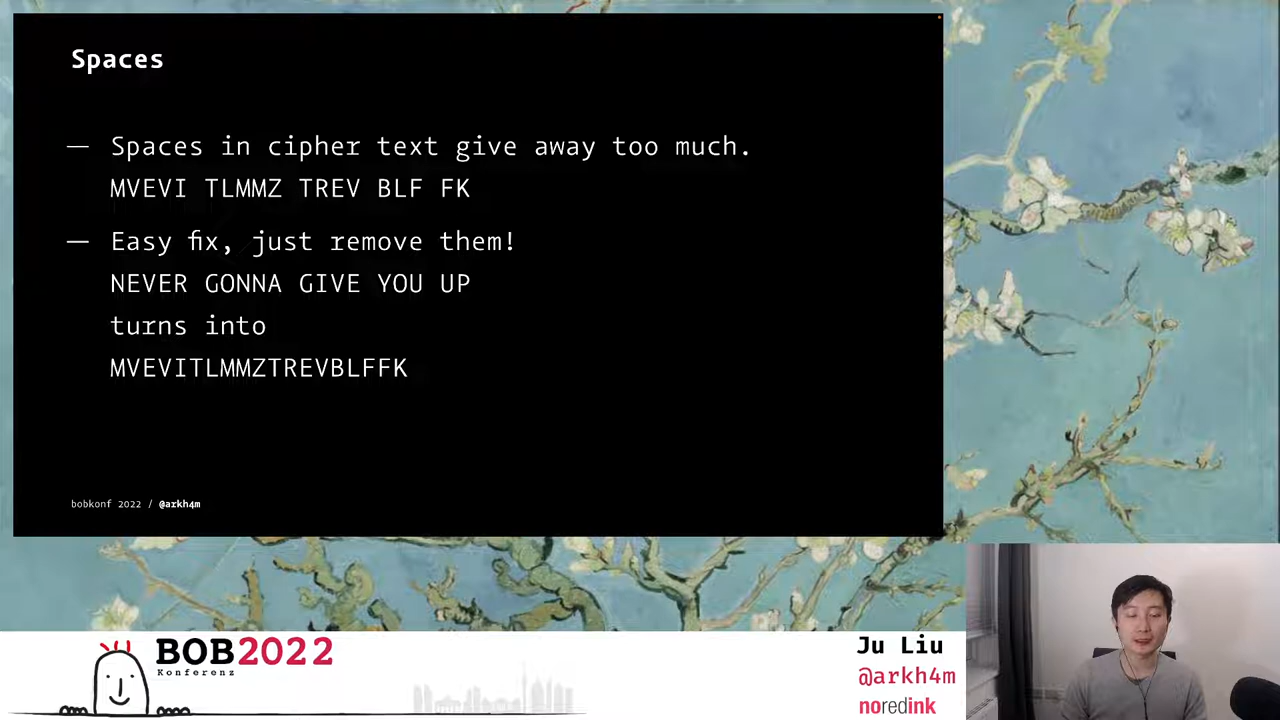 Spaces
— Spaces in cipher text give away too much.
MVEVI TLMMZ TREV BLF FK
— Easy fix, just remove them!
NEVER GONNA GIVE YOU UP
turns into
MVEVITLMMZTREVBLFFK
bobkonf 2022 / @arkh4m
BOB2022
Konferenz
Ju Liu
@arkh4m
noredink